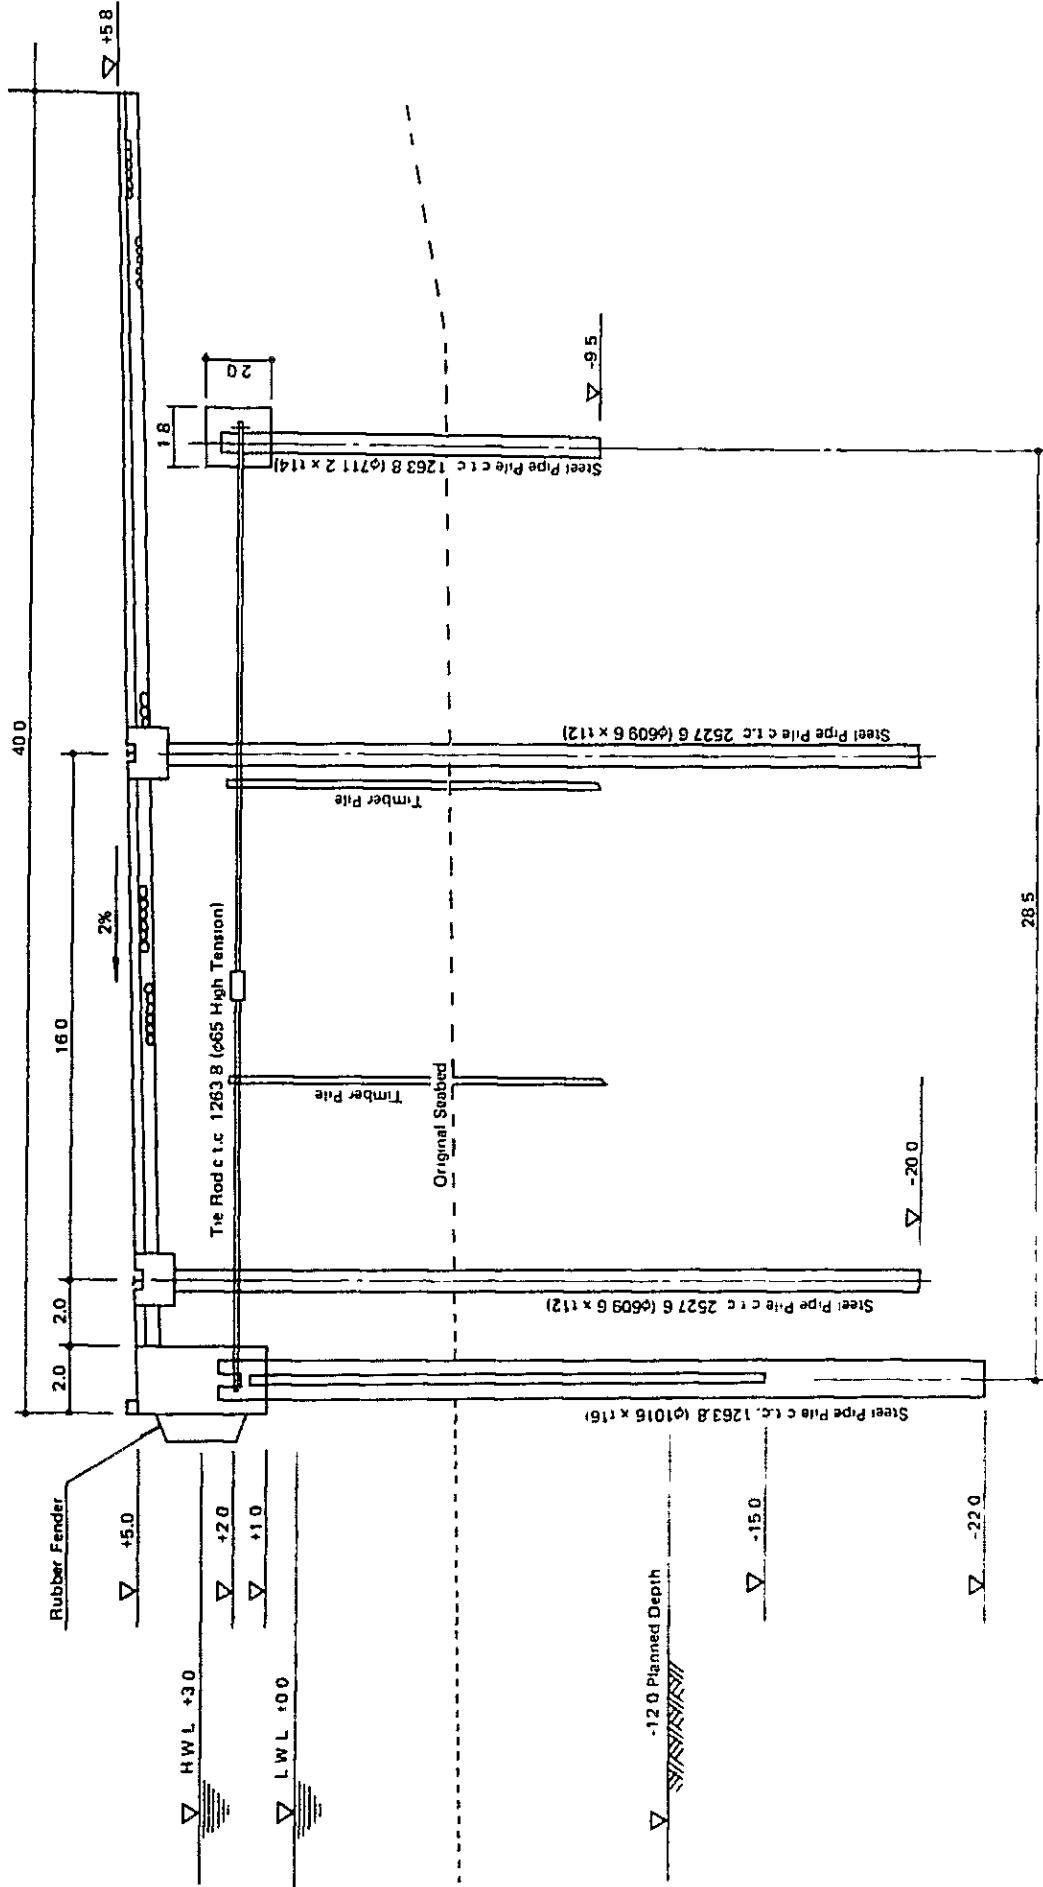 40 0
+5 8
16 0
2%
2.0
2.0
1 8
2 0
Rubber Fender
+5.0
H W L +3 0
+2 0
+1 0
L W L ±0 0
Tie Rod c t.c 1263 8 (φ65 High Tension)
Timber Pile
Timber Pile
Original Seabed
Steel Pipe Pile c t c 1263 8 (φ711 2 × t14)
-9 5
Steel Pipe Pile c t.c. 2527 6 (φ609 6 × t12)
Steel Pipe Pile c t c 2527 6 (φ609 6 × t12)
-20 0
Steel Pipe Pile c t.c. 1263.8 (φ1016 × t16)
-12 0 Planned Depth
+15 0
-22 0
28 5